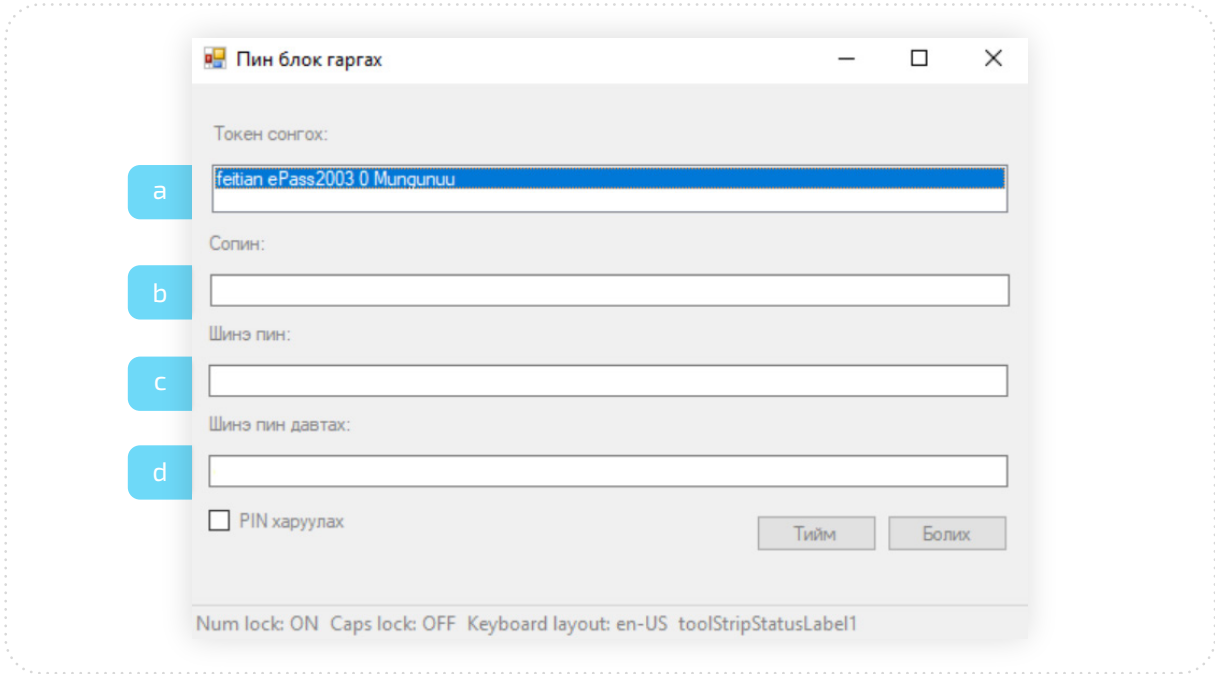 Пин блок гаргах
Токен сонгох:
a
feitian ePass2003 0 Mungunuu
Сопин:
b
Шинэ пин:
c
Шинэ пин давтах:
d
PIN харуулах
Тийм Болих
Num lock: ON Caps lock: OFF Keyboard layout: en-US toolStripStatusLabel1